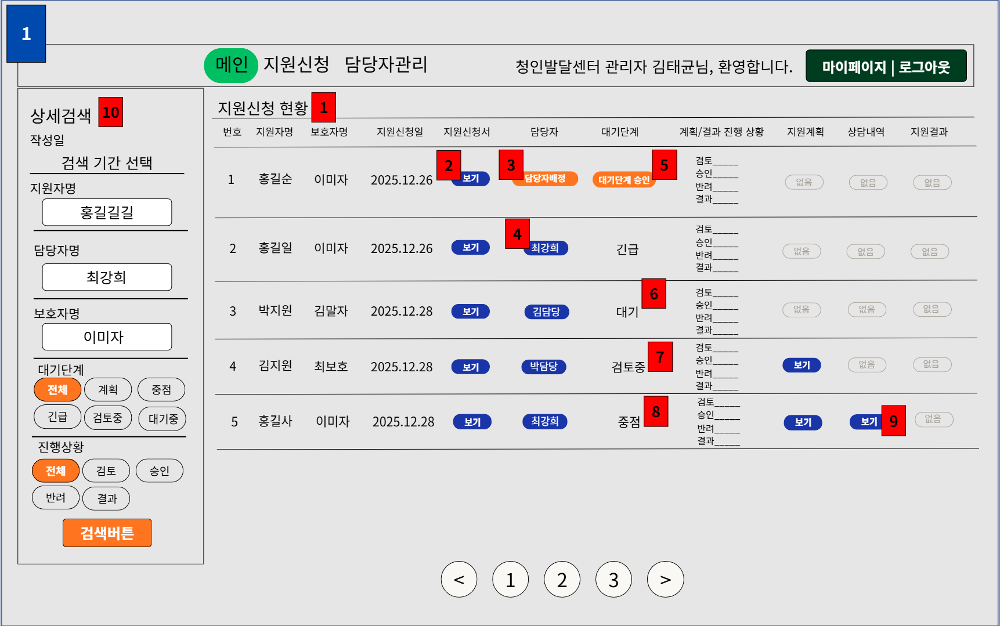 1
메인 지원신청 담당자관리 청인발달센터 관리자 김태균님, 환영합니다. 마이페이지 | 로그아웃
상세검색 10
작성일
검색 기간 선택
지원자명
홍길길길
담당자명
최강희
보호자명
이미자
대기단계
전체 계획 중점
긴급 검토중 대기중
진행상황
전체 검토 승인
반려 결과
검색버튼
지원신청 현황 1
번호 지원자명 보호자명 지원신청일 지원신청서 담당자 대기단계 계획/결과 진행 상황 지원계획 상담내역 지원결과
2 3 5
1 홍길순 이미자 2025.12.26 보기 담당자배정 대기단계 승인 없음 없음 없음
검토_____
승인_____
반려_____
결과_____
4
2 홍길일 이미자 2025.12.26 보기 최강희 긴급 없음 없음 없음
검토_____
승인_____
반려_____
결과_____
6
3 박지원 김말자 2025.12.28 보기 김담당 대기 없음 없음 없음
검토_____
승인_____
반려_____
결과_____
7
4 김지원 최보호 2025.12.28 보기 박담당 검토중 보기 없음 없음
검토_____
승인_____
반려_____
결과_____
8
5 홍길사 이미자 2025.12.28 보기 최강희 중점 보기 보기 9 없음
검토_____
승인_____
반려_____
결과_____
< 1 2 3 >